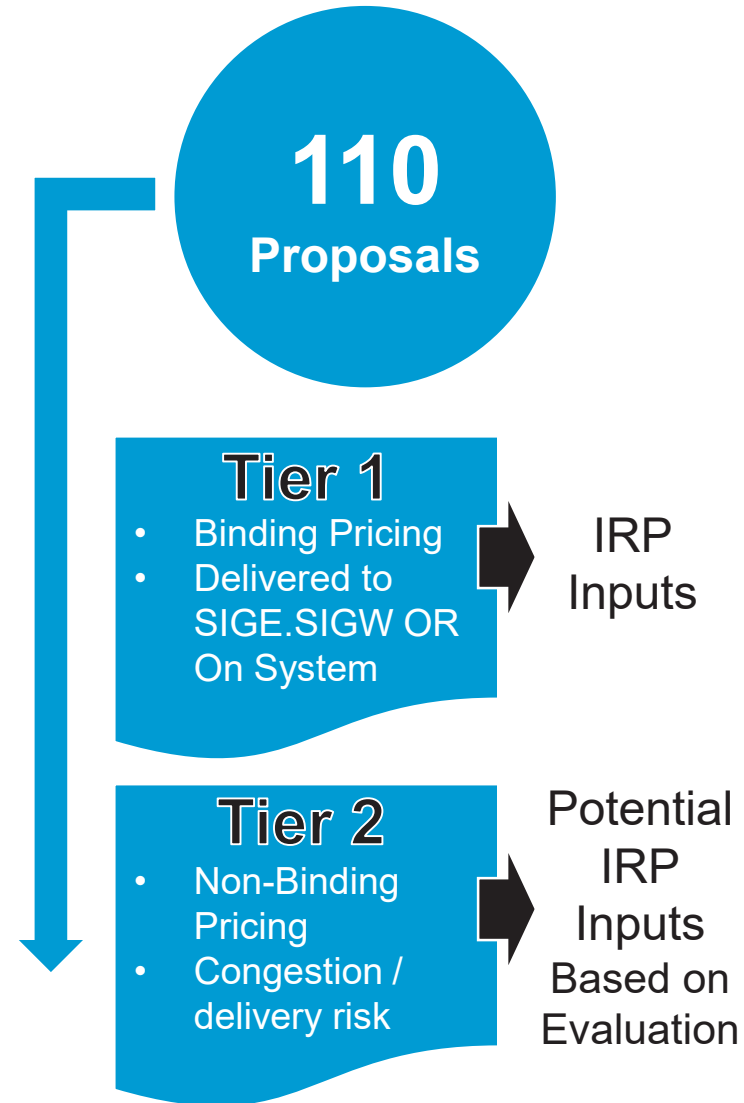 110
Proposals
Tier 1
• Binding Pricing
• Delivered to
SIGE.SIGW OR
On System
IRP
Inputs
Tier 2
• Non-Binding
Pricing
• Congestion /
delivery risk
Potential
IRP
Inputs
Based on
Evaluation